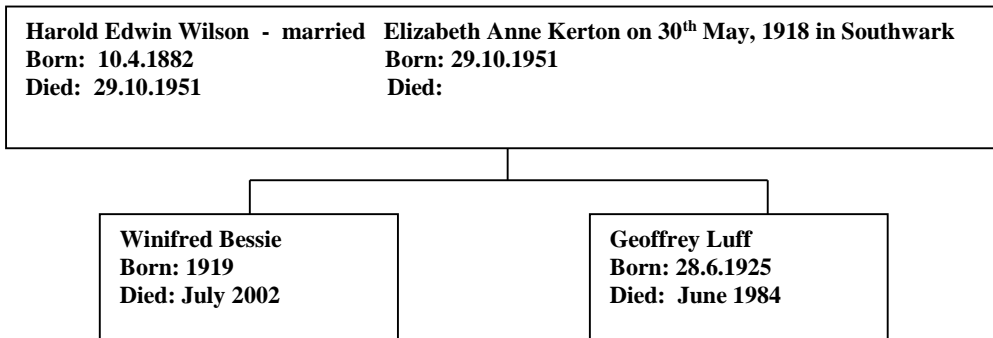 Harold Edwin Wilson - married Elizabeth Anne Kerton on 30th May, 1918 in Southwark
Born: 10.4.1882 Born: 29.10.1951
Died: 29.10.1951 Died:
Winifred Bessie
Born: 1919
Died: July 2002
Geoffrey Luff
Born: 28.6.1925
Died: June 1984